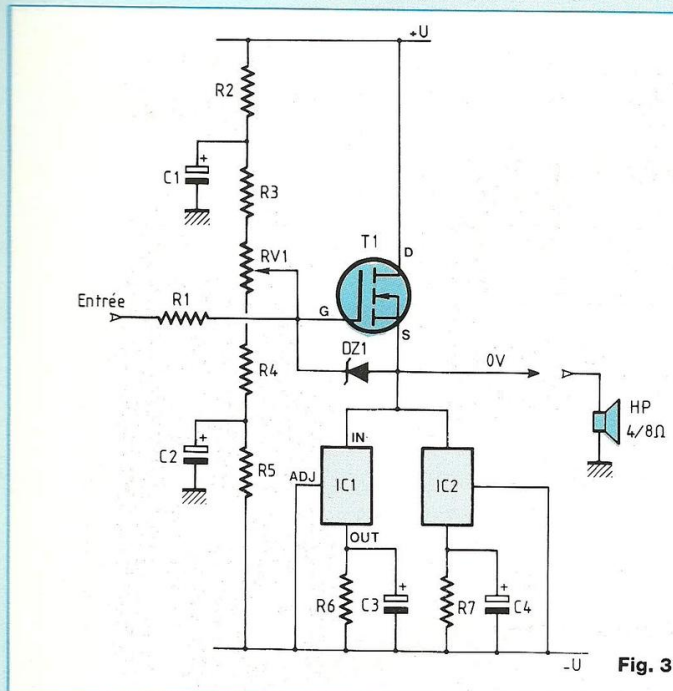 +U
R2
C1
+
R3
T1
D
RV1
Entrée
R1
G
S
DZ1
0V
R4
HP
4/8Ω
C2
+
R5
IN
ADJ
IC1
IC2
OUT
R6
+
C3
R7
+
C4
-U
Fig. 3